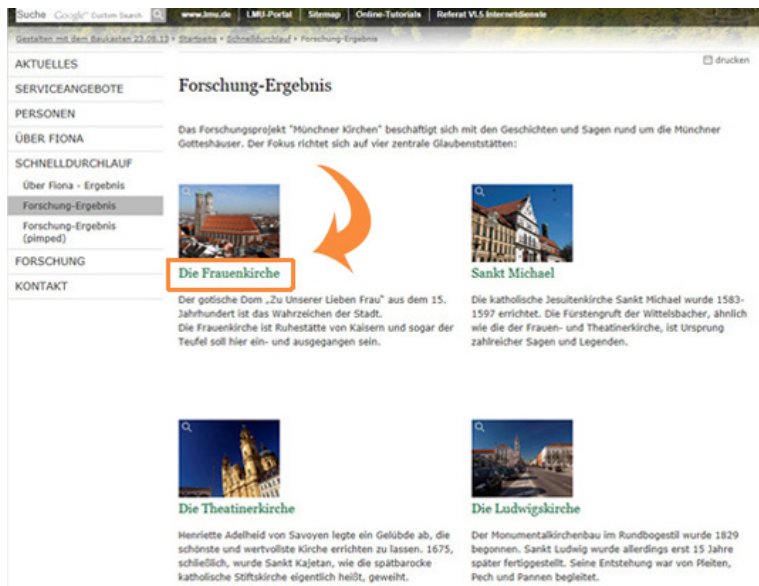 Suche Google™ Custom Search www.lmu.de LMU-Portal Sitemap Online-Tutorials Referat VI.5 Internetdienste
Gestalten mit dem Baukasten 23.08.13 › Startseite › Schnelldurchlauf › Forschung-Ergebnis
drucken
AKTUELLES
SERVICEANGEBOTE
PERSONEN
ÜBER FIONA
SCHNELLDURCHLAUF
Über Fiona - Ergebnis
Forschung-Ergebnis
Forschung-Ergebnis
(pimped)
FORSCHUNG
KONTAKT
Forschung-Ergebnis
Das Forschungsprojekt "Münchner Kirchen" beschäftigt sich mit den Geschichten und Sagen rund um die Münchner
Gotteshäuser. Der Fokus richtet sich auf vier zentrale Glaubenststätten:
Die Frauenkirche
Der gotische Dom „Zu Unserer Lieben Frau" aus dem 15.
Jahrhundert ist das Wahrzeichen der Stadt.
Die Frauenkirche ist Ruhestätte von Kaisern und sogar der
Teufel soll hier ein- und ausgegangen sein.
Sankt Michael
Die katholische Jesuitenkirche Sankt Michael wurde 1583-
1597 errichtet. Die Fürstengruft der Wittelsbacher, ähnlich
wie die der Frauen- und Theatinerkirche, ist Ursprung
zahlreicher Sagen und Legenden.
Die Theatinerkirche
Henriette Adelheid von Savoyen legte ein Gelübde ab, die
schönste und wertvollste Kirche errichten zu lassen. 1675,
schließlich, wurde Sankt Kajetan, wie die spätbarocke
katholische Stiftskirche eigentlich heißt, geweiht.
Die Ludwigskirche
Der Monumentalkirchenbau im Rundbogestil wurde 1829
begonnen. Sankt Ludwig wurde allerdings erst 15 Jahre
später fertiggestellt. Seine Entstehung war von Pleiten,
Pech und Pannen begleitet.